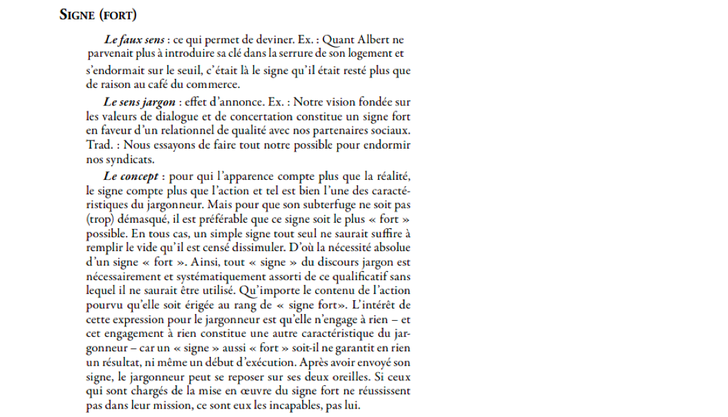 SIGNE (FORT)
Le faux sens : ce qui permet de deviner. Ex. : Quant Albert ne
parvenait plus à introduire sa clé dans la serrure de son logement et
s’endormait sur le seuil, c’était là le signe qu’il était resté plus que
de raison au café du commerce.
Le sens jargon : effet d’annonce. Ex. : Notre vision fondée sur
les valeurs de dialogue et de concertation constitue un signe fort
en faveur d’un relationnel de qualité avec nos partenaires sociaux.
Trad. : Nous essayons de faire tout notre possible pour endormir
nos syndicats.
Le concept : pour qui l’apparence compte plus que la réalité,
le signe compte plus que l’action et tel est bien l’une des caracté-
ristiques du jargonneur. Mais pour que son subterfuge ne soit pas
(trop) démasqué, il est préférable que ce signe soit le plus « fort »
possible. En tous cas, un simple signe tout seul ne saurait suffire à
remplir le vide qu’il est censé dissimuler. D’où la nécessité absolue
d’un signe « fort ». Ainsi, tout « signe » du discours jargon est
nécessairement et systématiquement assorti de ce qualificatif sans
lequel il ne saurait être utilisé. Qu’importe le contenu de l’action
pourvu qu’elle soit érigée au rang de « signe fort». L’intérêt de
cette expression pour le jargonneur est qu’elle n’engage à rien – et
cet engagement à rien constitue une autre caractéristique du jar-
gonneur – car un « signe » aussi « fort » soit-il ne garantit en rien
un résultat, ni même un début d’exécution. Après avoir envoyé son
signe, le jargonneur peut se reposer sur ses deux oreilles. Si ceux
qui sont chargés de la mise en œuvre du signe fort ne réussissent
pas dans leur mission, ce sont eux les incapables, pas lui.